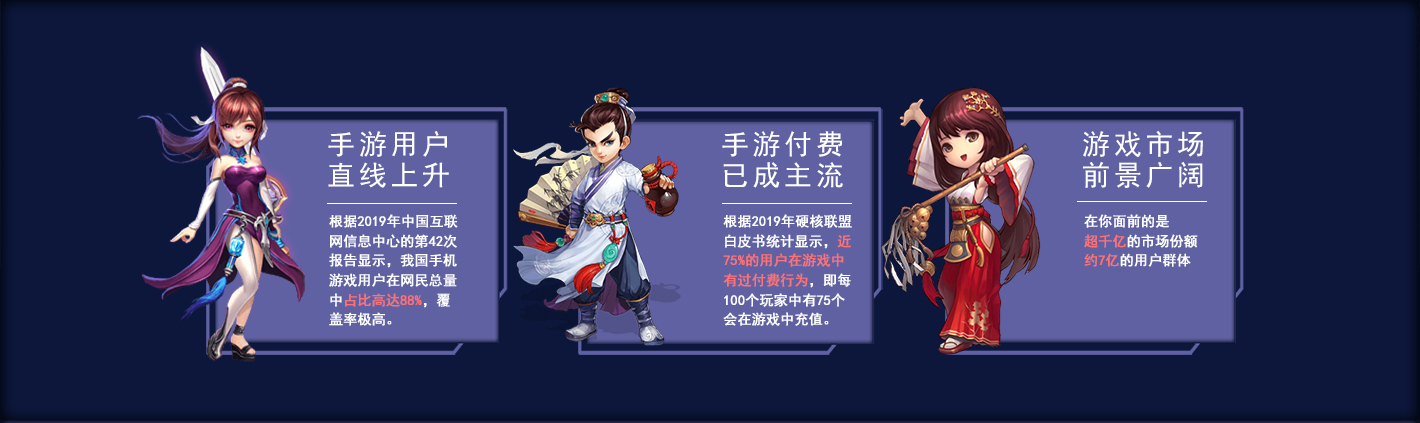 手游用户
直线上升
根据2019年中国互联
网信息中心的第42次
报告显示，我国手机
游戏用户在网民总量
中占比高达88%，覆
盖率极高。
手游付费
已成主流
根据2019年硬核联盟
白皮书统计显示，近
75%的用户在游戏中
有过付费行为，即每
100个玩家中有75个
会在游戏中充值。
游戏市场
前景广阔
在你面前的是
超千亿的市场份额
约7亿的用户群体